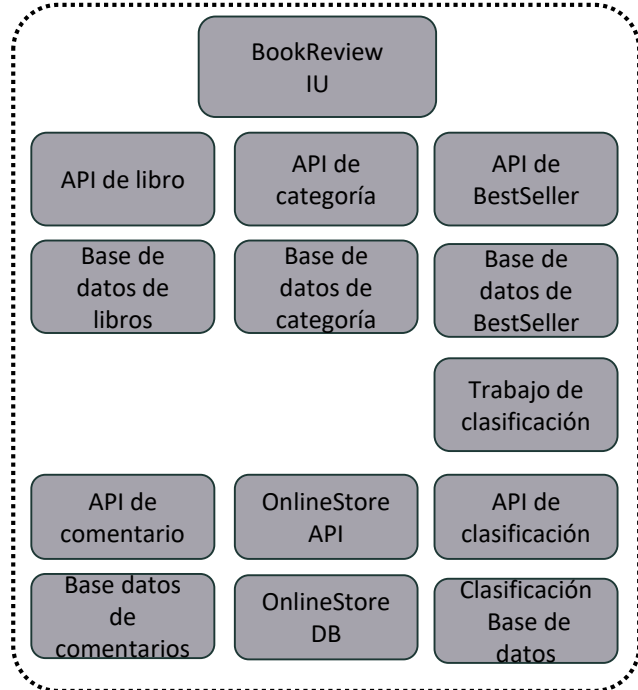 BookReview
IU
API de libro
API de
categoría
API de
BestSeller
Base de
datos de
libros
Base de
datos de
categoría
Base de
datos de
BestSeller
Trabajo de
clasificación
API de
comentario
OnlineStore
API
API de
clasificación
Base datos
de
comentarios
OnlineStore
DB
Clasificación
Base de
datos